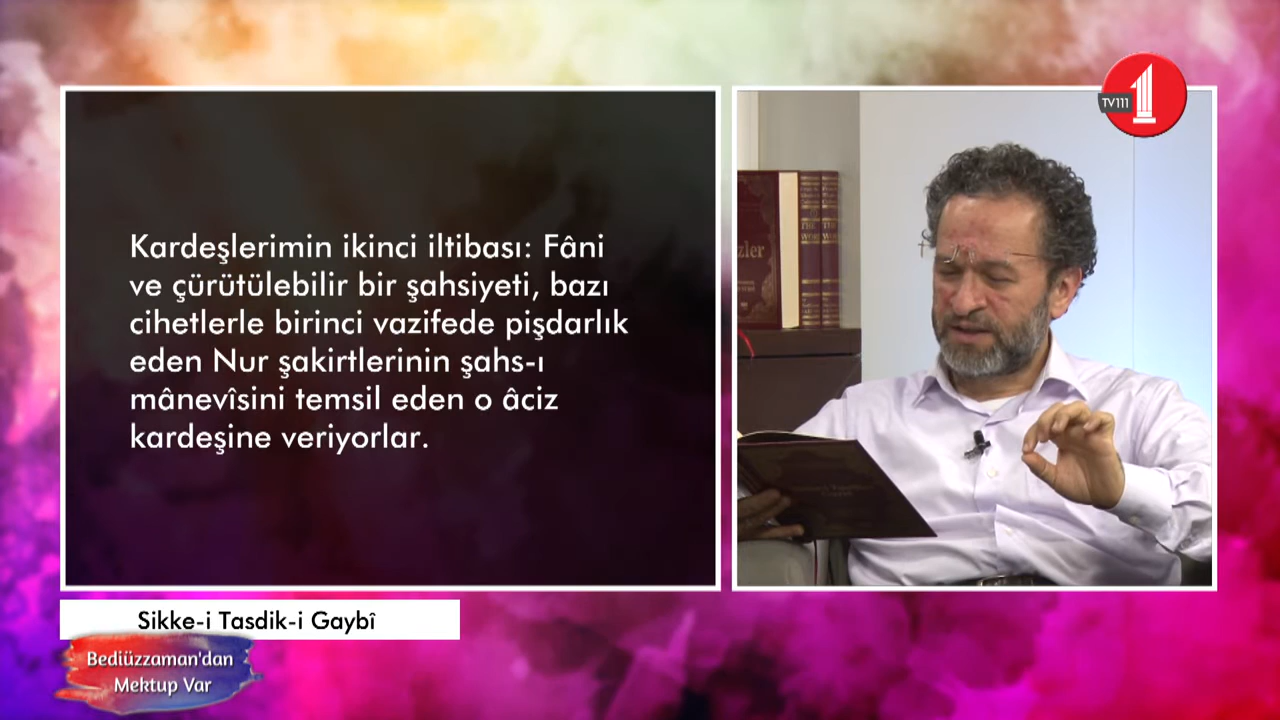 TV111
1
Kardeşlerimin ikinci iltibası: Fâni
ve çürütülebilir bir şahsiyeti, bazı
cihetlerle birinci vazifede pişdarlık
eden Nur şakirtlerinin şahs-ı
mânevîsini temsil eden o âciz
kardeşine veriyorlar.
Sikke-i Tasdik-i Gaybî
Bediüzzaman'dan
Mektup Var